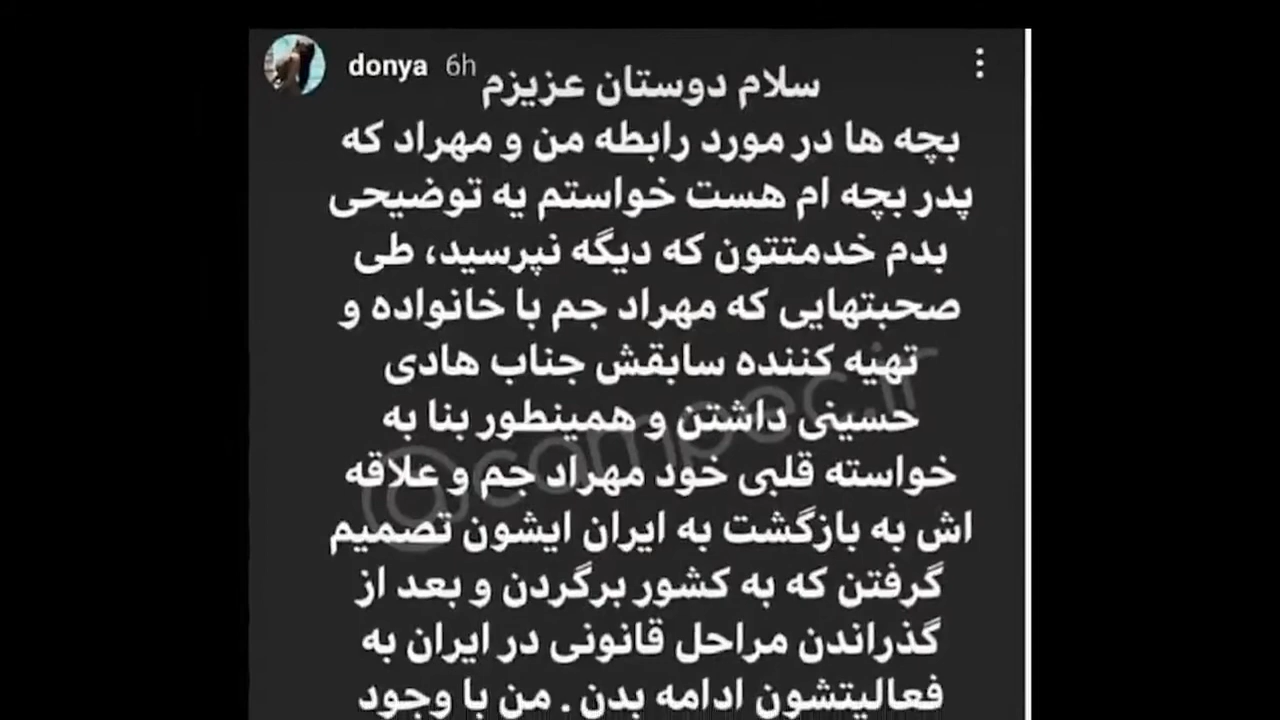 donya 6h
سلام دوستان عزیزم
بچه ها در مورد رابطه من و مهراد که
پدر بچه ام هست خواستم یه توضیحی
بدم خدمتتون که دیگه نپرسید، طی
صحبتهایی که مهراد جم با خانواده و
تهیه کننده سابقش جناب هادی
حسینی داشتن و همینطور بنا به
خواسته قلبی خود مهراد جم و علاقه
اش به بازگشت به ایران ایشون تصمیم
گرفتن که به کشور برگردن و بعد از
گذراندن مراحل قانونی در ایران به
فعالیتشون ادامه بدن . من با وجود
@campec.ir